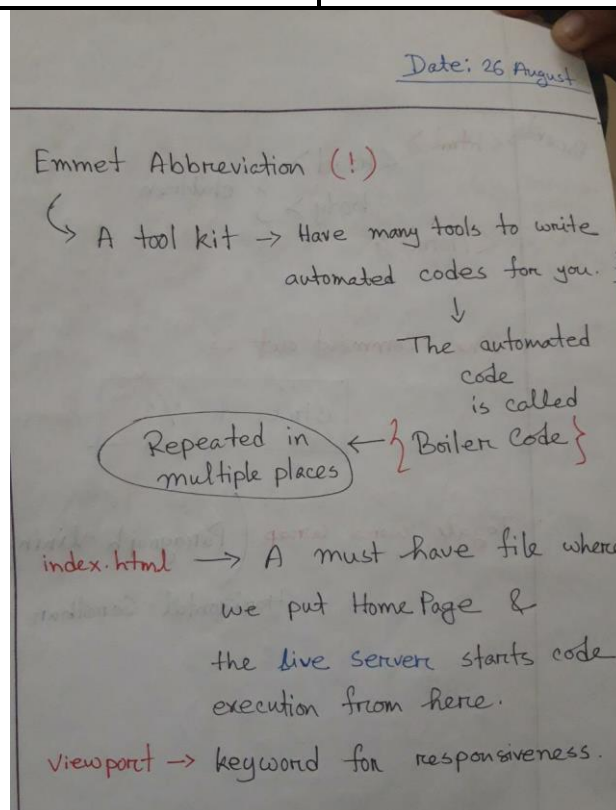 Date: 26 August
Emmet Abbreviation (!)
↳ A tool kit → Have many tools to write
automated codes for you.
↓
The automated
code
is called
Repeated in ← {Boiler Code}
multiple places
index.html → A must have file where
we put Home Page &
the live server starts code
execution from here.
viewport → keyword for responsiveness.